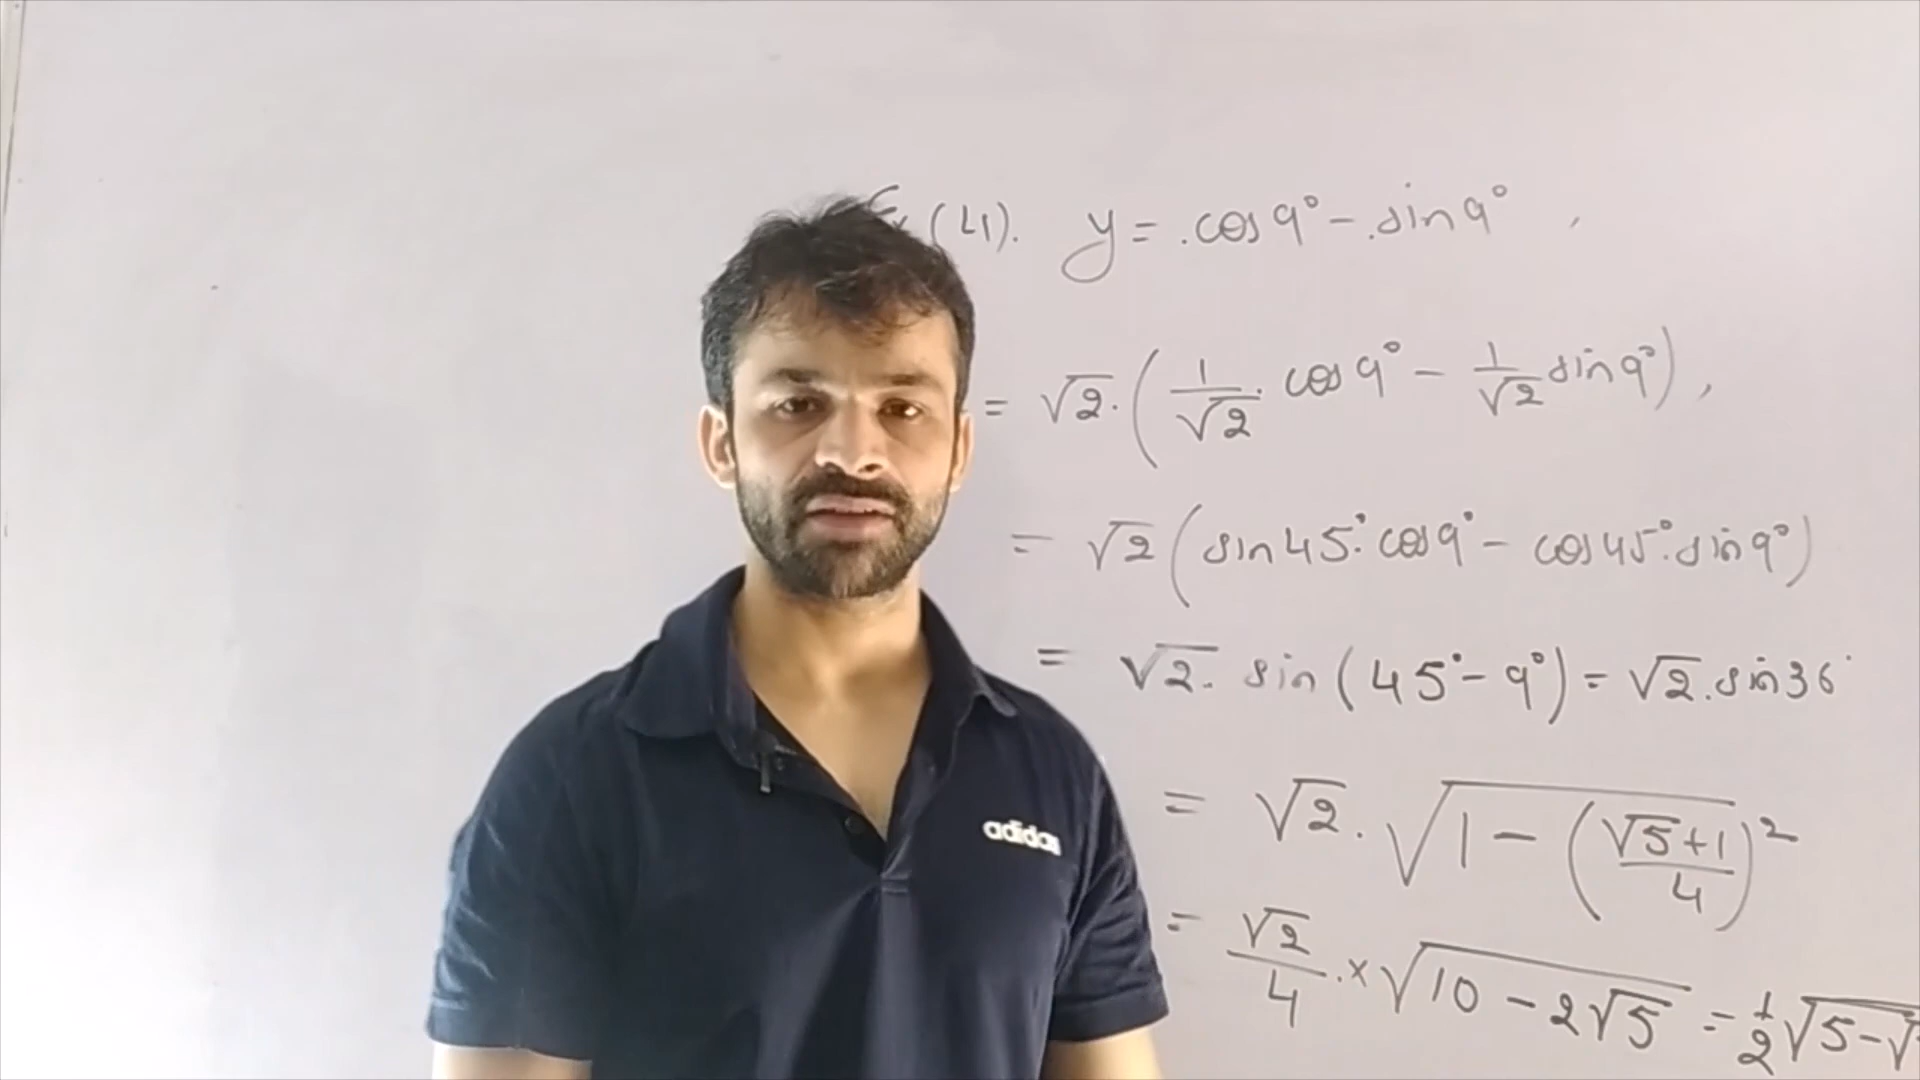 (4). y = cos 9° - sin 9° ,
= √2 . ( 1/√2 . cos 9° - 1/√2 sin 9° ) ,
= √2 ( sin 45° . cos 9° - cos 45° . sin 9° )
= √2 . sin ( 45° - 9° ) = √2 . sin 36°
= √2 . √(1 - ((√5 + 1)/4)²)
adidas
= √2/4 . x √(10 - 2√5) = 1/2 √(5 - √